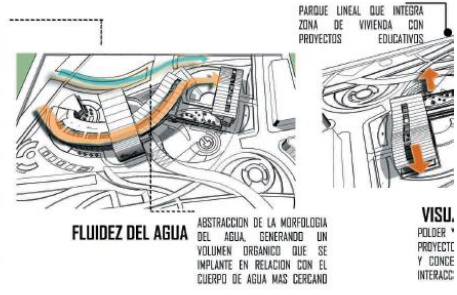 PARQUE LINEAL QUE INTEGRA
ZONA DE VIVIENDA CON
PROYECTOS EDUCATIVOS
FLUIDEZ DEL AGUA
ABSTRACCION DE LA MORFOLOGIA
DEL AGUA, GENERANDO UN
VOLUMEN ORGANICO QUE SE
IMPLANTE EN RELACION CON EL
CUERPO DE AGUA MAS CERCANO
VISU
POLDER Y
PROYECTO
Y CONCE
INTERACC